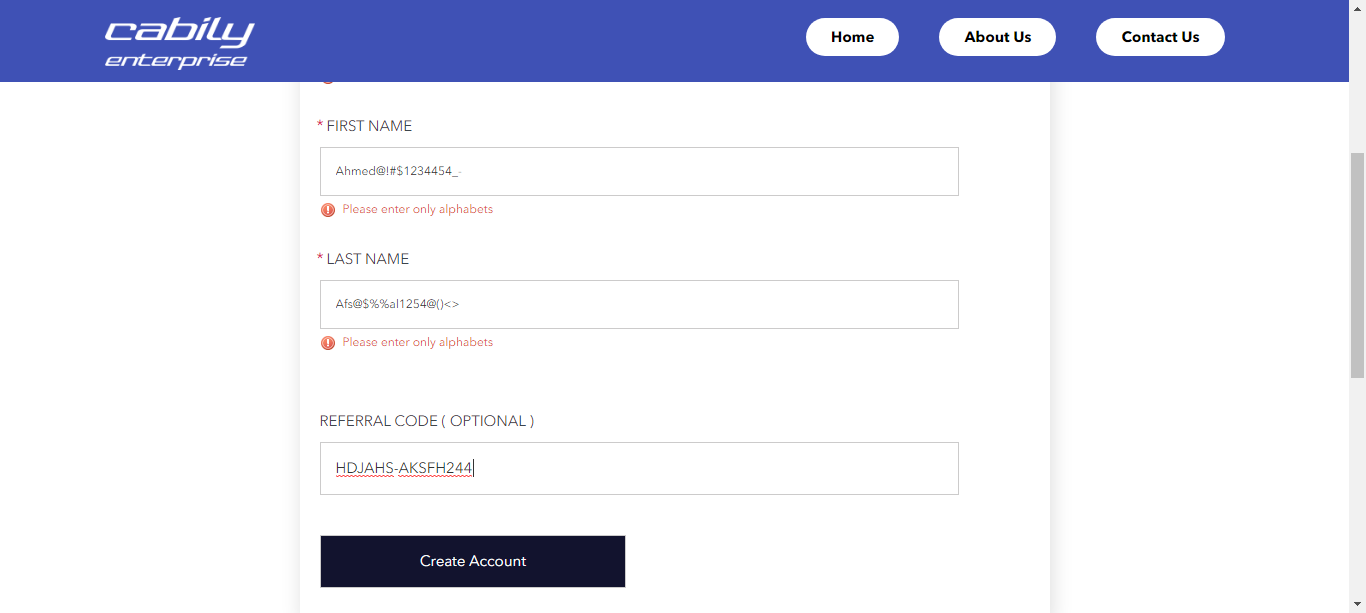 cabily
enterprise
Home
About Us
Contact Us
* FIRST NAME
Ahmed@!#$1234454_-
Please enter only alphabets
* LAST NAME
Afs@$%%al1254@()<>
Please enter only alphabets
REFERRAL CODE ( OPTIONAL )
HDJAHS-AKSFH244
Create Account